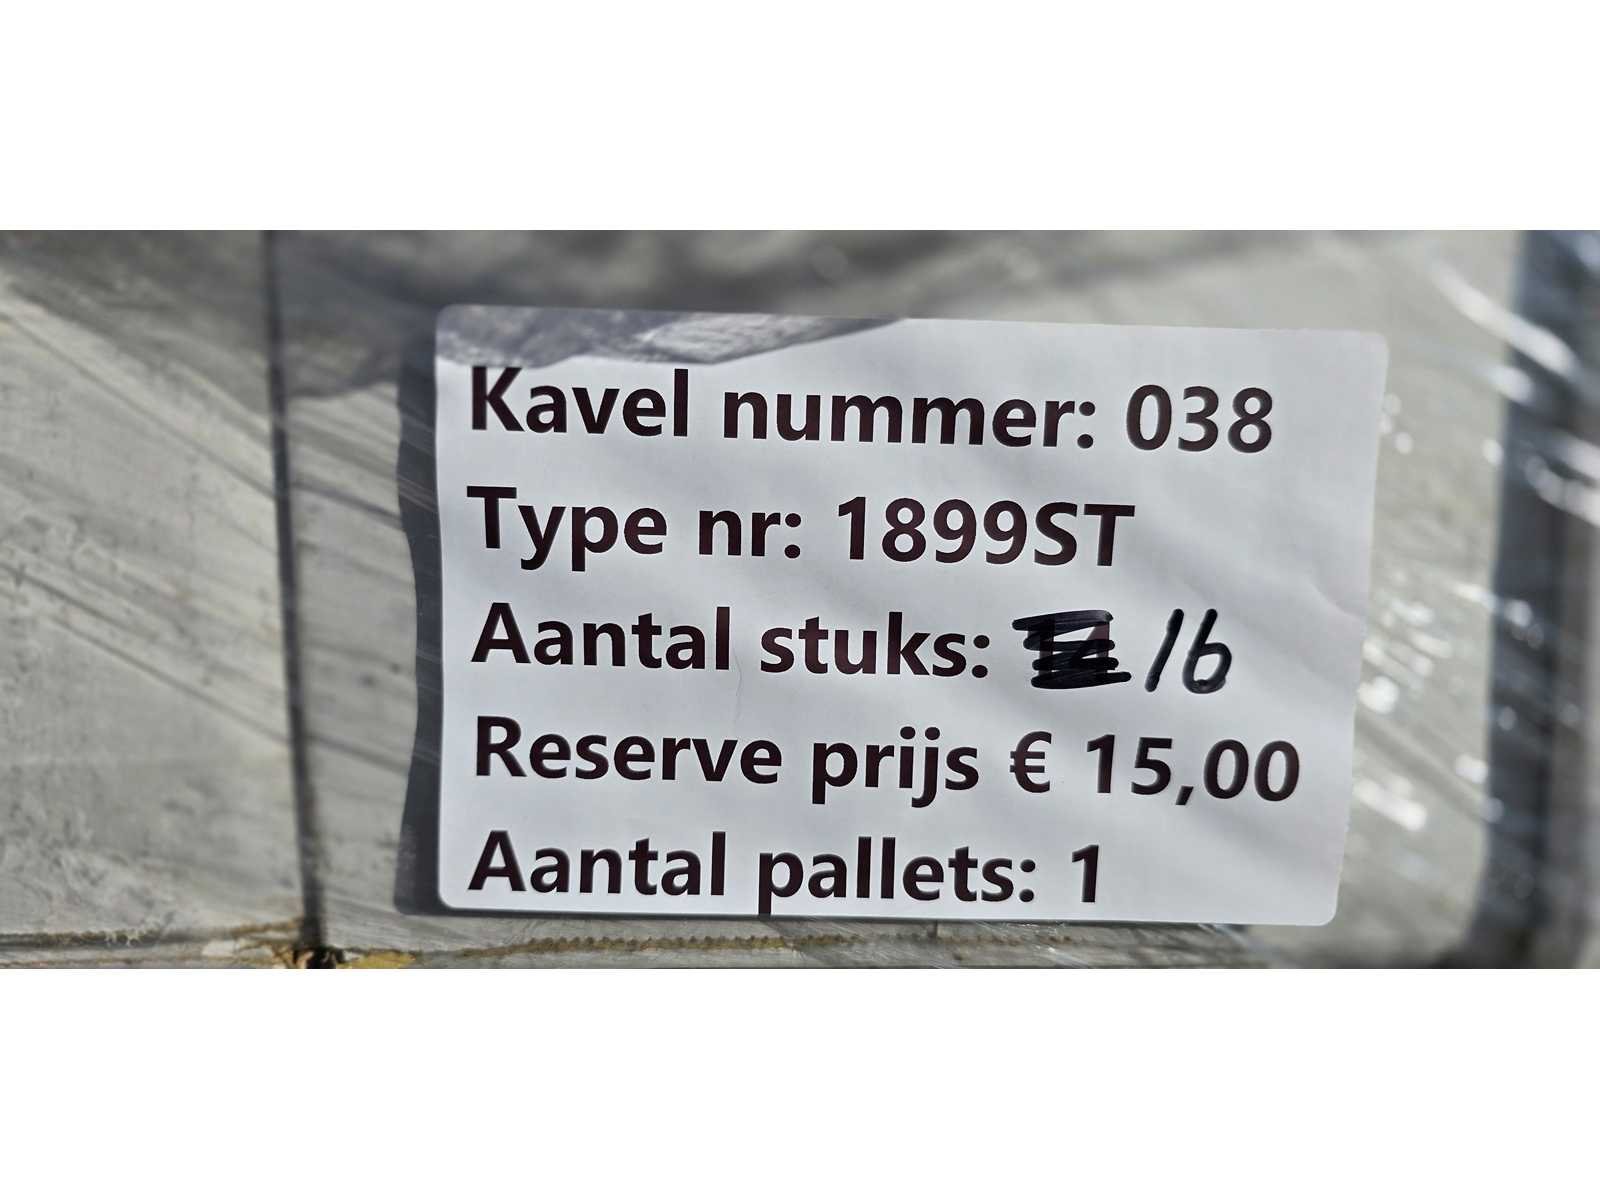 Kavel nummer: 038
Type nr: 1899ST
Aantal stuks: 16
Reserve prijs € 15,00
Aantal pallets: 1